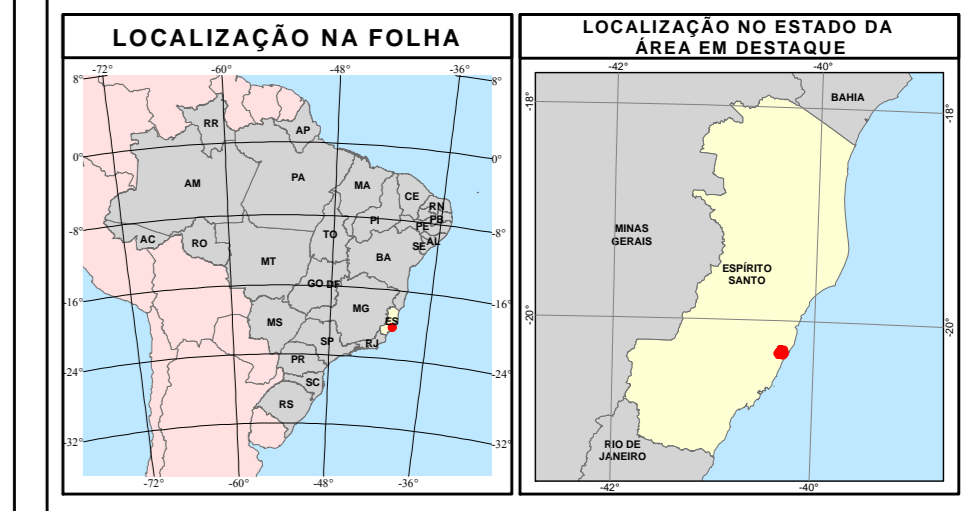 LOCALIZAÇÃO NA FOLHA
-72° -60° -48° -36°
8° 8°
RR AP
0° 0°
AM PA MA CE RN
PI PB
PE
-8° TO AL -8°
AC RO SE
MT BA
GO DF
-16° MG -16°
MS ES
SP RJ
PR
-24° SC -24°
RS
-32° -32°
-72° -60° -48° -36°
LOCALIZAÇÃO NO ESTADO DA
ÁREA EM DESTAQUE
-42° -40°
BAHIA
-18° -18°
MINAS
GERAIS
ESPÍRITO
SANTO
-20° -20°
RIO DE
JANEIRO
-42° -40°